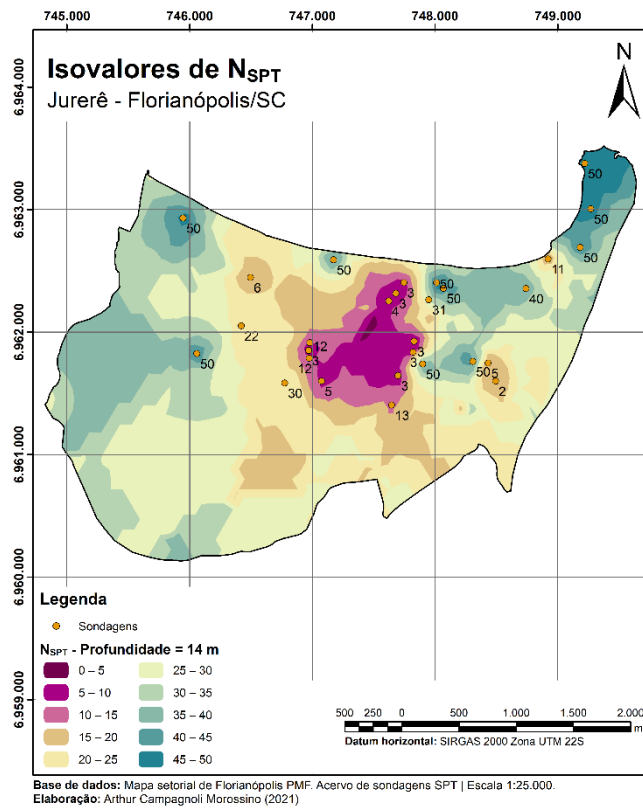 745.000 746.000 747.000 748.000 749.000
Isovalores de NSPT
Jurerê - Florianópolis/SC
N
6.964.000
6.963.000
6.962.000
6.961.000
6.960.000
6.959.000
50
50
50
50
50
11
6
3
50
50
40
3
4
31
22
12
3
50
3
12
3
50
50
5
30
5
3
2
13
Legenda
Sondagens
NSPT - Profundidade = 14 m
0 – 5 25 – 30
5 – 10 30 – 35
10 – 15 35 – 40
15 – 20 40 – 45
20 – 25 45 – 50
500 250 0 500 1.000 1.500 2.000
m
Datum horizontal: SIRGAS 2000 Zona UTM 22S
Base de dados: Mapa setorial de Florianópolis PMF. Acervo de sondagens SPT | Escala 1:25.000.
Elaboração: Arthur Campagnoli Morossino (2021)